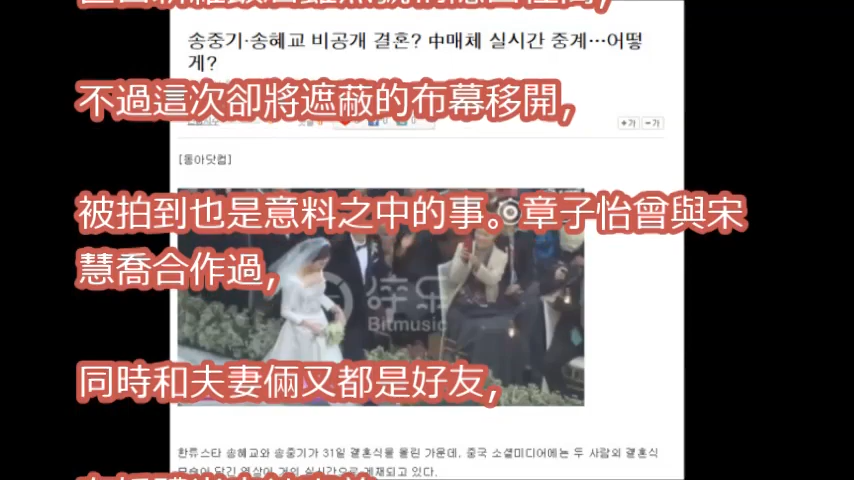 송중기·송혜교 비공개 결혼? 中매체 실시간 중계…어떻
게?
不過這次卻將遮蔽的布幕移開,
+가 -가
[동아닷컴]
被拍到也是意料之中的事。章子怡曾與宋
慧喬合作過,
Bitmusic
同時和夫妻倆又都是好友,
한류스타 송혜교와 송중기가 31일 결혼식을 올린 가운데, 중국 소셜미디어에는 두 사람의 결혼식